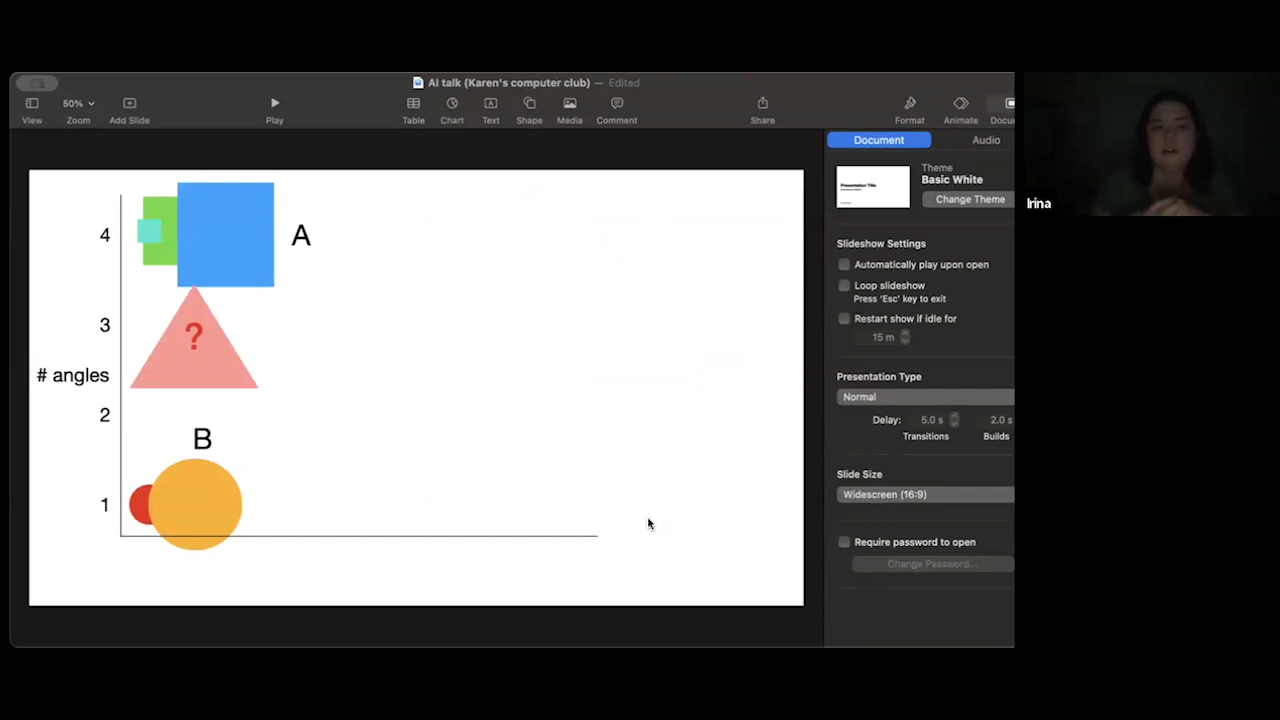 AI talk (Karen's computer club) — Edited
50%
View
Zoom
Add Slide
Play
Table
Chart
Text
Shape
Media
Comment
Share
Format
Animate
Docu
Document
Audio
Theme
Basic White
Change Theme
Presentation Title
Slideshow Settings
Automatically play upon open
Loop slideshow
Press 'Esc' key to exit
Restart show if idle for
15 m
Presentation Type
Normal
Delay: 5.0 s 2.0 s
Transitions Builds
Slide Size
Widescreen (16:9)
Require password to open
Change Password...
4
A
3
?
# angles
2
B
1
Irina